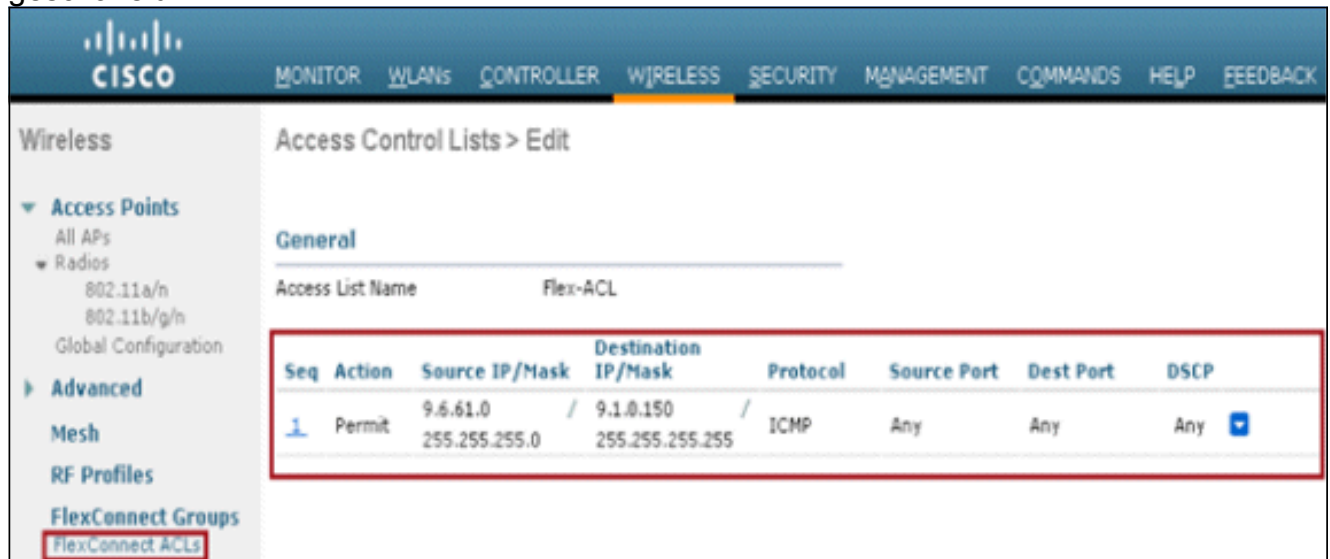 CISCO
MONITOR WLANs CONTROLLER WIRELESS SECURITY MANAGEMENT COMMANDS HELP FEEDBACK
Wireless
Access Points
All APs
Radios
802.11a/n
802.11b/g/n
Global Configuration
Advanced
Mesh
RF Profiles
FlexConnect Groups
FlexConnect ACLs
Access Control Lists > Edit
General
Access List Name Flex-ACL
Seq Action Source IP/Mask Destination IP/Mask Protocol Source Port Dest Port DSCP
1 Permit 9.6.61.0 / 9.1.0.150 / ICMP Any Any Any
255.255.255.0 255.255.255.255